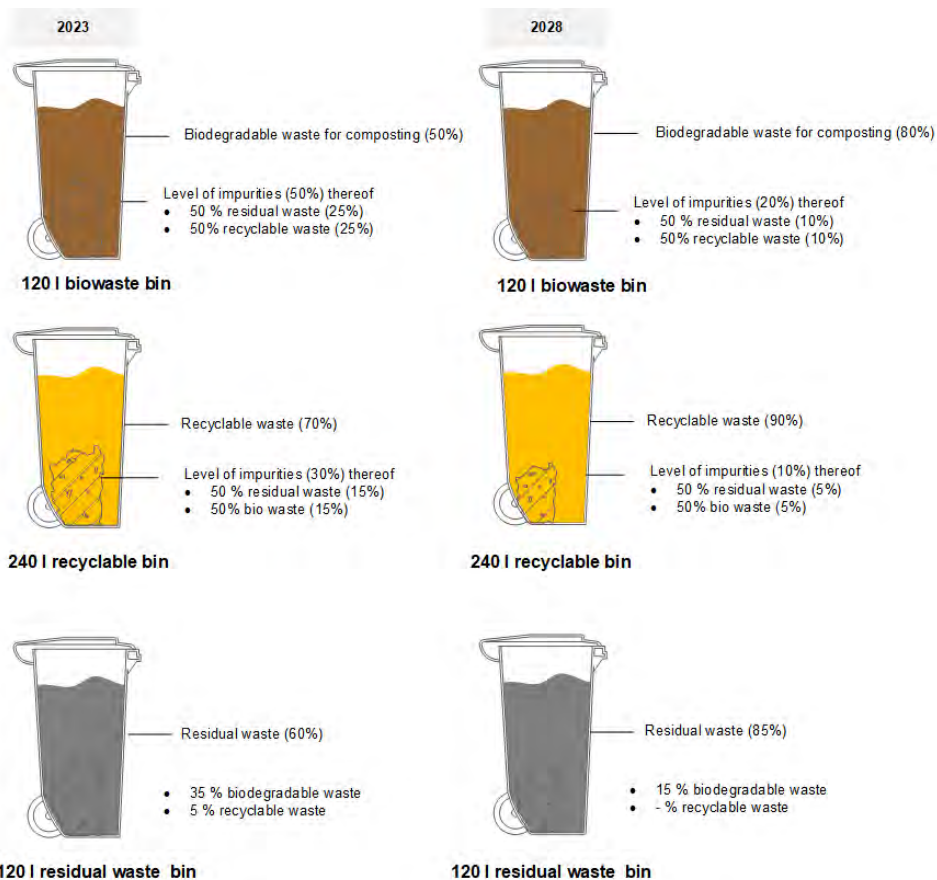 2023
Biodegradable waste for composting (50%)
Level of impurities (50%) thereof
• 50 % residual waste (25%)
• 50% recyclable waste (25%)
120 l biowaste bin
2028
Biodegradable waste for composting (80%)
Level of impurities (20%) thereof
• 50 % residual waste (10%)
• 50% recyclable waste (10%)
120 l biowaste bin
Recyclable waste (70%)
Level of impurities (30%) thereof
• 50 % residual waste (15%)
• 50% bio waste (15%)
240 l recyclable bin
Recyclable waste (90%)
Level of impurities (10%) thereof
• 50 % residual waste (5%)
• 50% bio waste (5%)
240 l recyclable bin
Residual waste (60%)
• 35 % biodegradable waste
• 5 % recyclable waste
120 l residual waste bin
Residual waste (85%)
• 15 % biodegradable waste
• - % recyclable waste
120 l residual waste bin